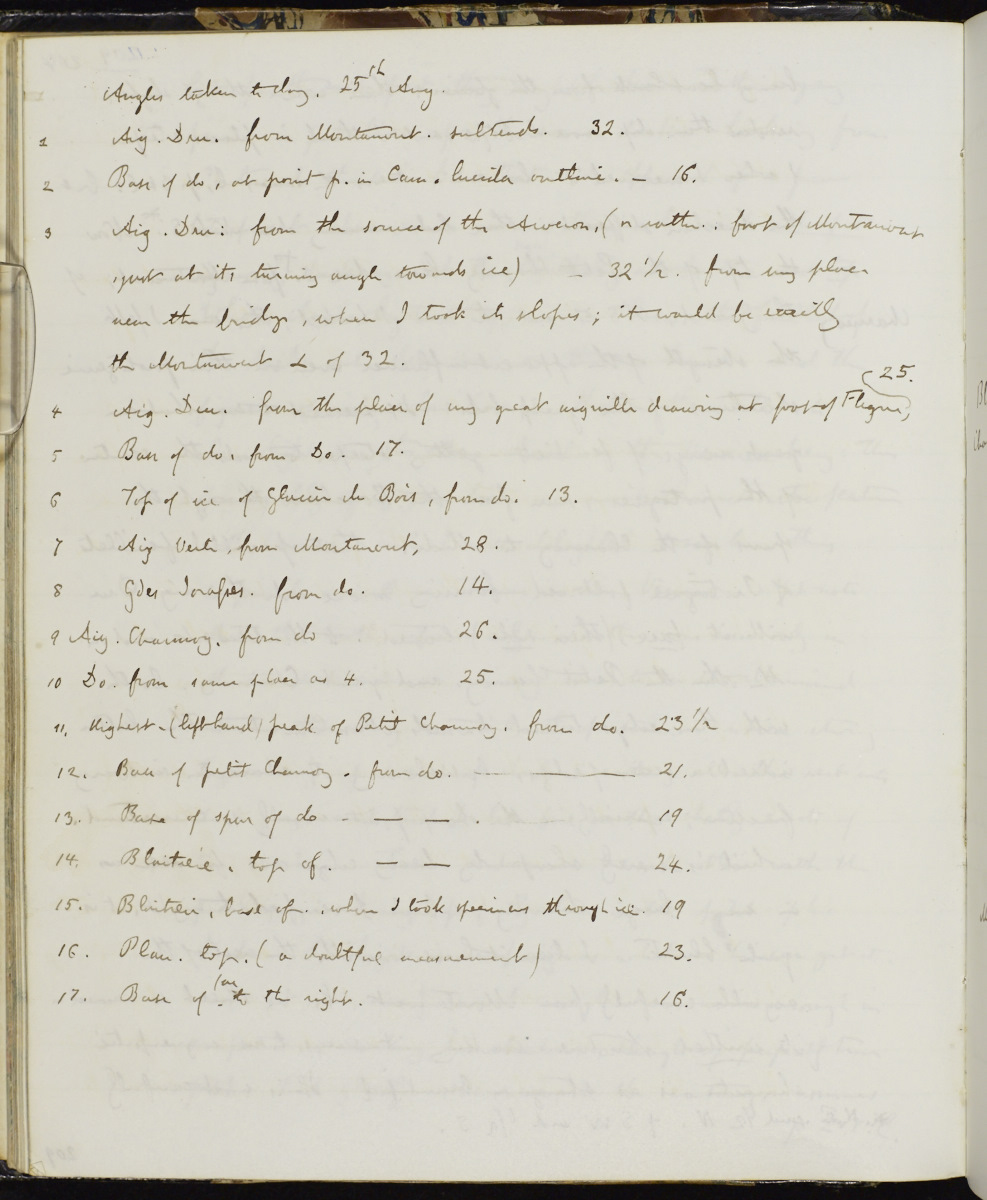 Angles taken to day. 25th Aug.
1 Aig. Dru. from Montanvert. subtends. 32.
2 Base of do, at point p. in Cam. lucida outline. – 16.
3 Aig. Dru: from the source of the Arveron, (or rather. foot of Montanvert
just at its turning angle towards ice) – 32 1/2. from my place
near the bridge, where I took its slopes; it would be exactly
the Montanvert ∠ of 32.
25.
4 Aig. Dru. from the place of my great aiguille drawing at foot of Flegere,
5 Base of do. from Do. 17.
6 Top of ice of Glacier de Bois, from do. 13.
7 Aig Verte, from Montanvert, 28.
8 Gdes Jorasses. from do. 14.
9 Aig. Charmoz. from do 26.
10 Do. from same place as 4. 25.
11. Highest (left hand) peak of Petit Charmoz. from do. 23 1/2
12. Base of petit Charmoz. from do. — — 21.
13. Base of spur of do - — — . 19
14. Blaitiere, top of. — — 24.
15. Blaitiere, base of. where I took specimens through ice. 19
16. Plan. top. (a doubtful measurement) 23.
17. Base of to the right. 16.